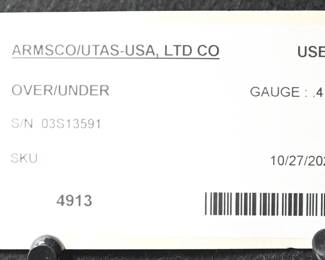 ARMSCO/UTAS-USA, LTD CO USE
OVER/UNDER GAUGE : .4
S/N 03S13591
SKU 10/27/202
4913